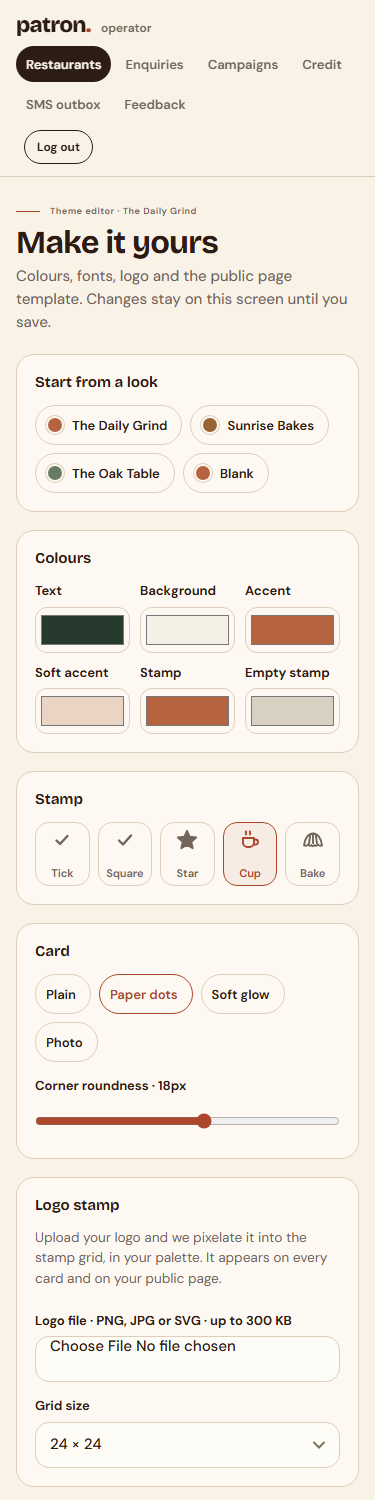 patron. operator
Restaurants Enquiries Campaigns Credit
SMS outbox Feedback
Log out
Theme editor · The Daily Grind
Make it yours
Colours, fonts, logo and the public page
template. Changes stay on this screen until you
save.
Start from a look
The Daily Grind Sunrise Bakes
The Oak Table Blank
Colours
Text Background Accent
Soft accent Stamp Empty stamp
Stamp
Tick Square Star Cup Bake
Card
Plain Paper dots Soft glow
Photo
Corner roundness · 18px
Logo stamp
Upload your logo and we pixelate it into the
stamp grid, in your palette. It appears on every
card and on your public page.
Logo file · PNG, JPG or SVG · up to 300 KB
Choose File No file chosen
Grid size
24 × 24